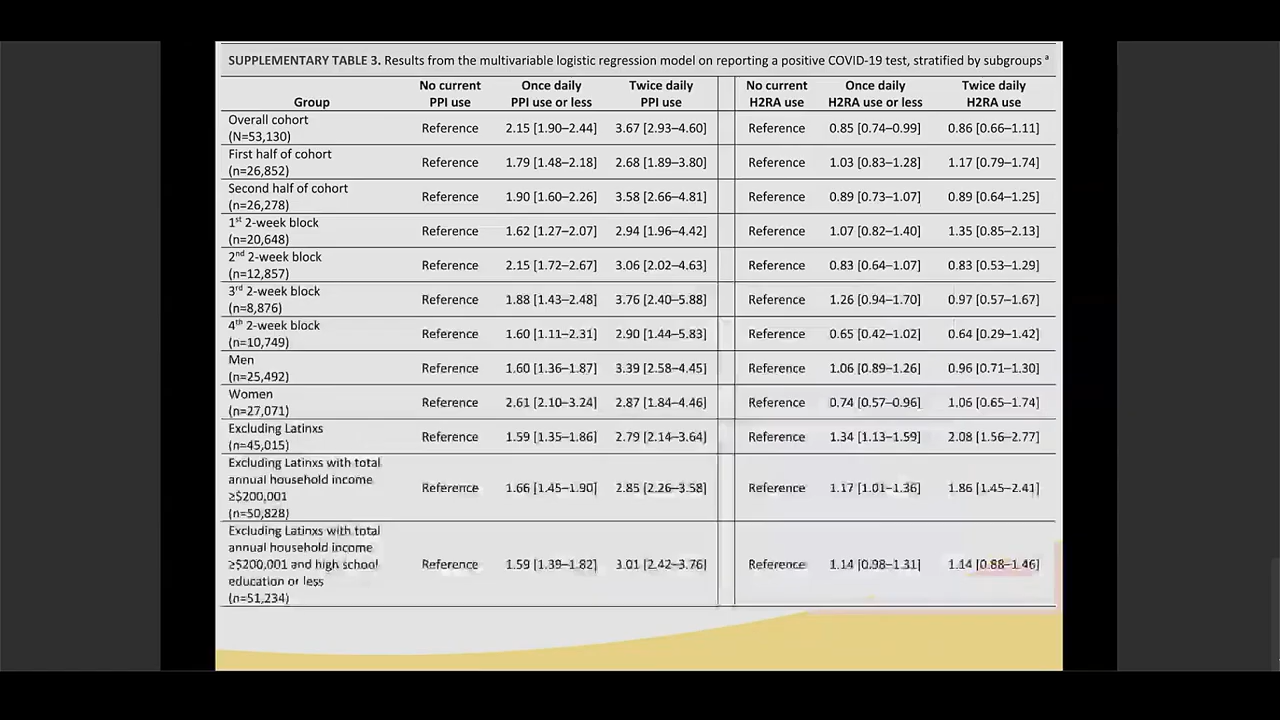 SUPPLEMENTARY TABLE 3. Results from the multivariable logistic regression model on reporting a positive COVID-19 test, stratified by subgroups ª
Group No current PPI use Once daily PPI use or less Twice daily PPI use No current H2RA use Once daily H2RA use or less Twice daily H2RA use
Overall cohort (N=53,130) Reference 2.15 [1.90–2.44] 3.67 [2.93–4.60] Reference 0.85 [0.74–0.99] 0.86 [0.66–1.11]
First half of cohort (n=26,852) Reference 1.79 [1.48–2.18] 2.68 [1.89–3.80] Reference 1.03 [0.83–1.28] 1.17 [0.79–1.74]
Second half of cohort (n=26,278) Reference 1.90 [1.60–2.26] 3.58 [2.66–4.81] Reference 0.89 [0.73–1.07] 0.89 [0.64–1.25]
1st 2-week block (n=20,648) Reference 1.62 [1.27–2.07] 2.94 [1.96–4.42] Reference 1.07 [0.82–1.40] 1.35 [0.85–2.13]
2nd 2-week block (n=12,857) Reference 2.15 [1.72–2.67] 3.06 [2.02–4.63] Reference 0.83 [0.64–1.07] 0.83 [0.53–1.29]
3rd 2-week block (n=8,876) Reference 1.88 [1.43–2.48] 3.76 [2.40–5.88] Reference 1.26 [0.94–1.70] 0.97 [0.57–1.67]
4th 2-week block (n=10,749) Reference 1.60 [1.11–2.31] 2.90 [1.44–5.83] Reference 0.65 [0.42–1.02] 0.64 [0.29–1.42]
Men (n=25,492) Reference 1.60 [1.36–1.87] 3.39 [2.58–4.45] Reference 1.06 [0.89–1.26] 0.96 [0.71–1.30]
Women (n=27,071) Reference 2.61 [2.10–3.24] 2.87 [1.84–4.46] Reference 0.74 [0.57–0.96] 1.06 [0.65–1.74]
Excluding Latinxs (n=45,015) Reference 1.59 [1.35–1.86] 2.79 [2.14–3.64] Reference 1.34 [1.13–1.59] 2.08 [1.56–2.77]
Excluding Latinxs with total annual household income ≥$200,001 (n=50,828) Reference 1.66 [1.45–1.90] 2.85 [2.26–3.58] Reference 1.17 [1.01–1.36] 1.86 [1.45–2.41]
Excluding Latinxs with total annual household income ≥$200,001 and high school education or less (n=51,234) Reference 1.59 [1.39–1.82] 3.01 [2.42–3.76] Reference 1.14 [0.98–1.31] 1.14 [0.88–1.46]